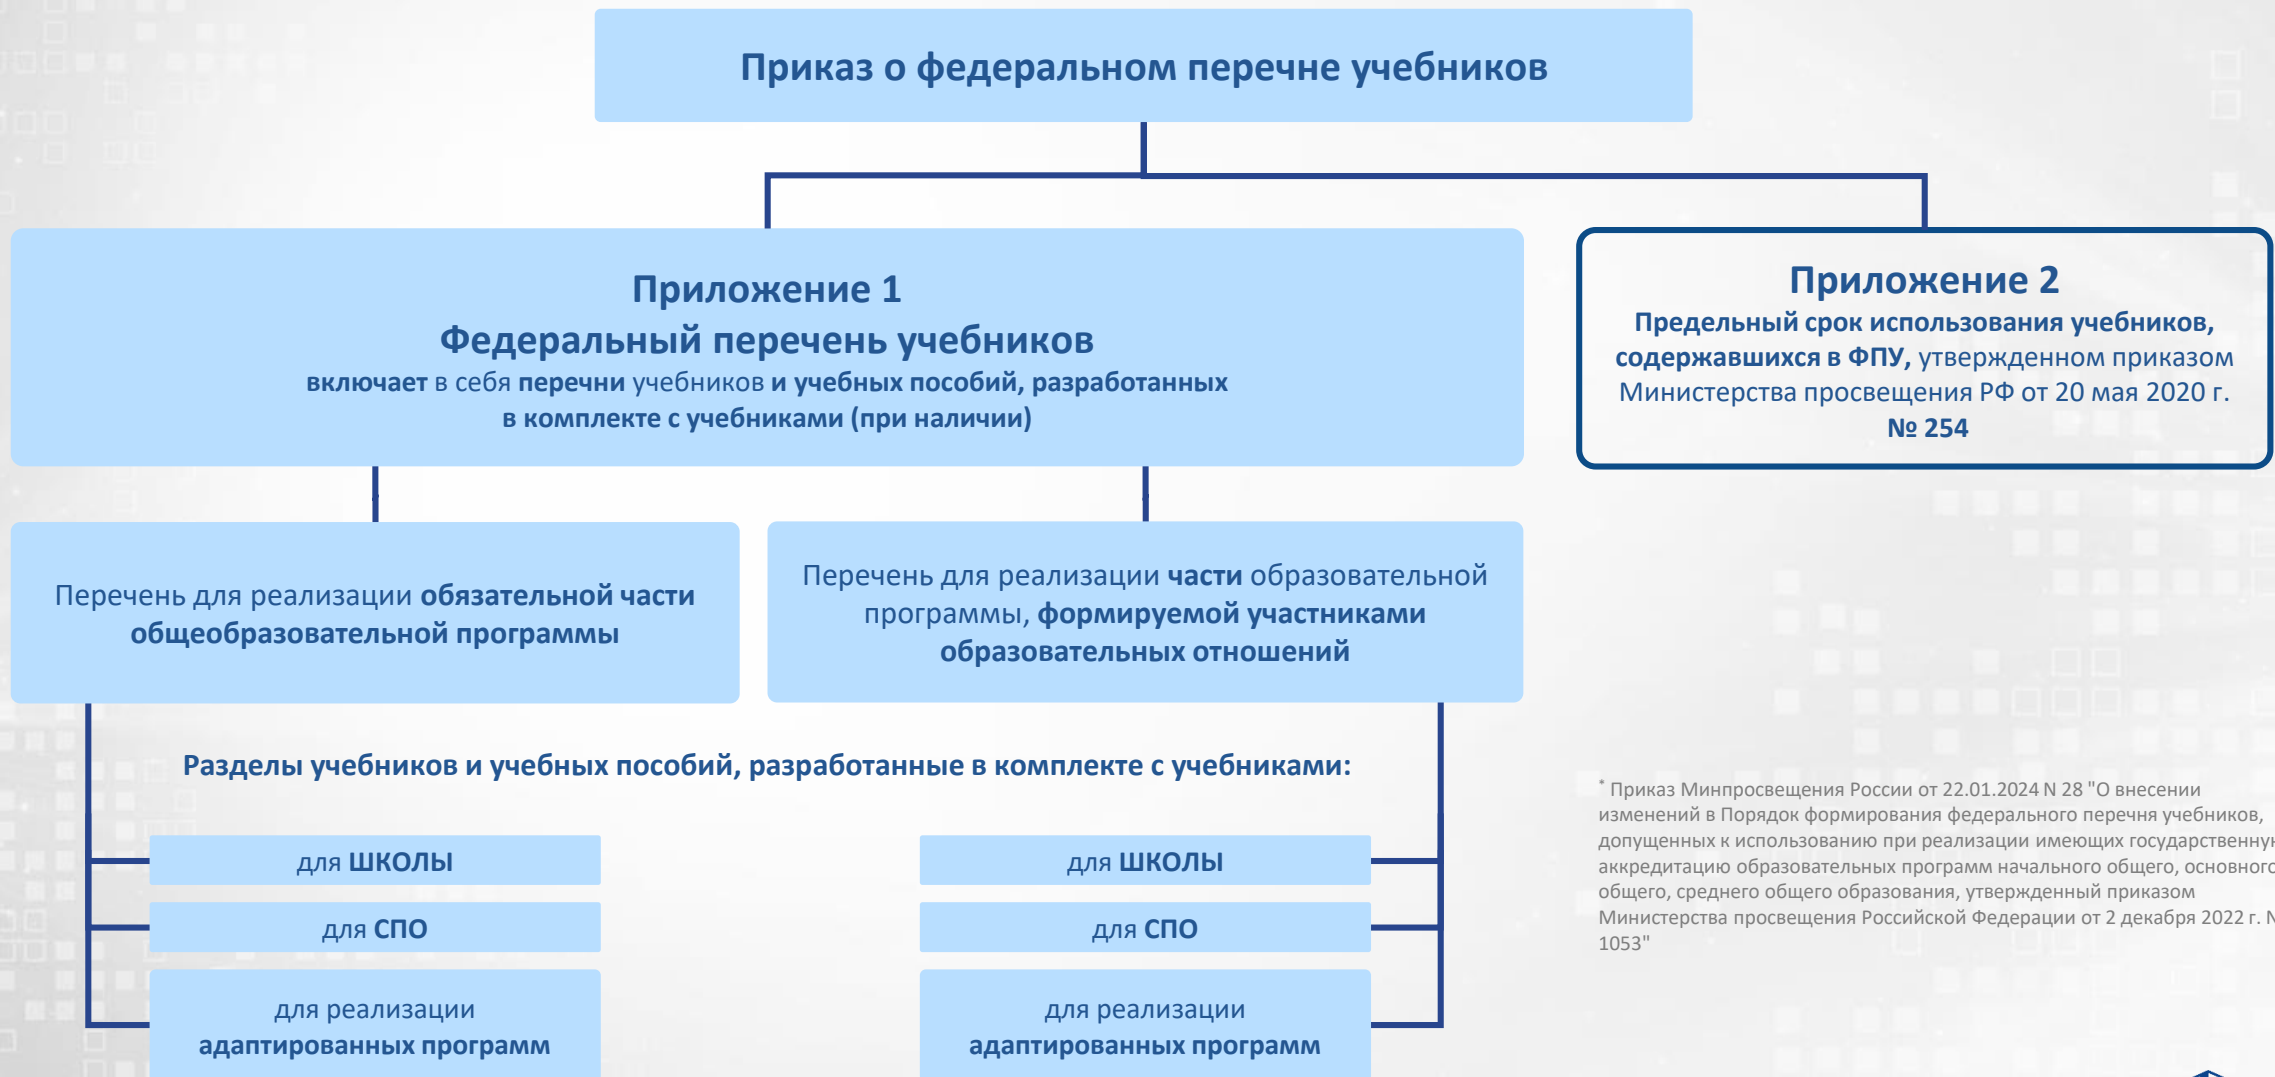 Приказ о федеральном перечне учебников
Приложение 1
Федеральный перечень учебников
включает в себя перечни учебников и учебных пособий, разработанных
в комплекте с учебниками (при наличии)
Приложение 2
Предельный срок использования учебников,
содержавшихся в ФПУ, утвержденном приказом
Министерства просвещения РФ от 20 мая 2020 г.
№ 254
Перечень для реализации обязательной части
общеобразовательной программы
Перечень для реализации части образовательной
программы, формируемой участниками
образовательных отношений
Разделы учебников и учебных пособий, разработанные в комплекте с учебниками:
для ШКОЛЫ
для СПО
для реализации
адаптированных программ
для ШКОЛЫ
для СПО
для реализации
адаптированных программ
* Приказ Минпросвещения России от 22.01.2024 N 28 "О внесении
изменений в Порядок формирования федерального перечня учебников,
допущенных к использованию при реализации имеющих
аккредитацию образовательных программ начального общего, основного
общего, среднего общего образования, утвержденный приказом
Министерства просвещения Российской Федерации от 2 декабря 2022 г. N
1053"